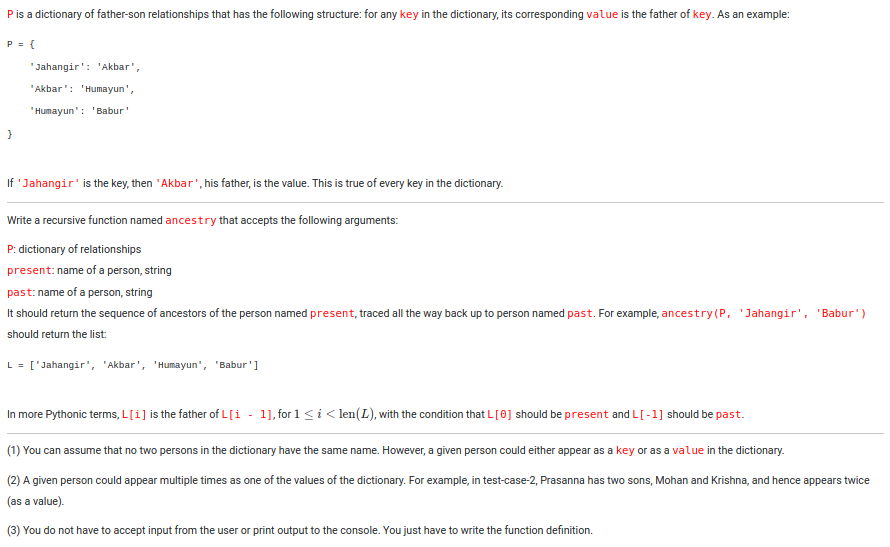 P is a dictionary of father-son relationships that has the following structure: for any key in the dictionary, its corresponding value is the father of key. As an example:
P = {
    'Jahangir': 'Akbar',
    'Akbar': 'Humayun',
    'Humayun': 'Babur'
}
If 'Jahangir' is the key, then 'Akbar', his father, is the value. This is true of every key in the dictionary.
Write a recursive function named ancestry that accepts the following arguments:
P: dictionary of relationships
present: name of a person, string
past: name of a person, string
It should return the sequence of ancestors of the person named present, traced all the way back up to person named past. For example, ancestry(P, 'Jahangir', 'Babur')
should return the list:
L = ['Jahangir', 'Akbar', 'Humayun', 'Babur']
In more Pythonic terms, L[i] is the father of L[i - 1], for 1 ≤ i < len(L), with the condition that L[0] should be present and L[-1] should be past.
(1) You can assume that no two persons in the dictionary have the same name. However, a given person could either appear as a key or as a value in the dictionary.
(2) A given person could appear multiple times as one of the values of the dictionary. For example, in test-case-2, Prasanna has two sons, Mohan and Krishna, and hence appears twice
(as a value).
(3) You do not have to accept input from the user or print output to the console. You just have to write the function definition.